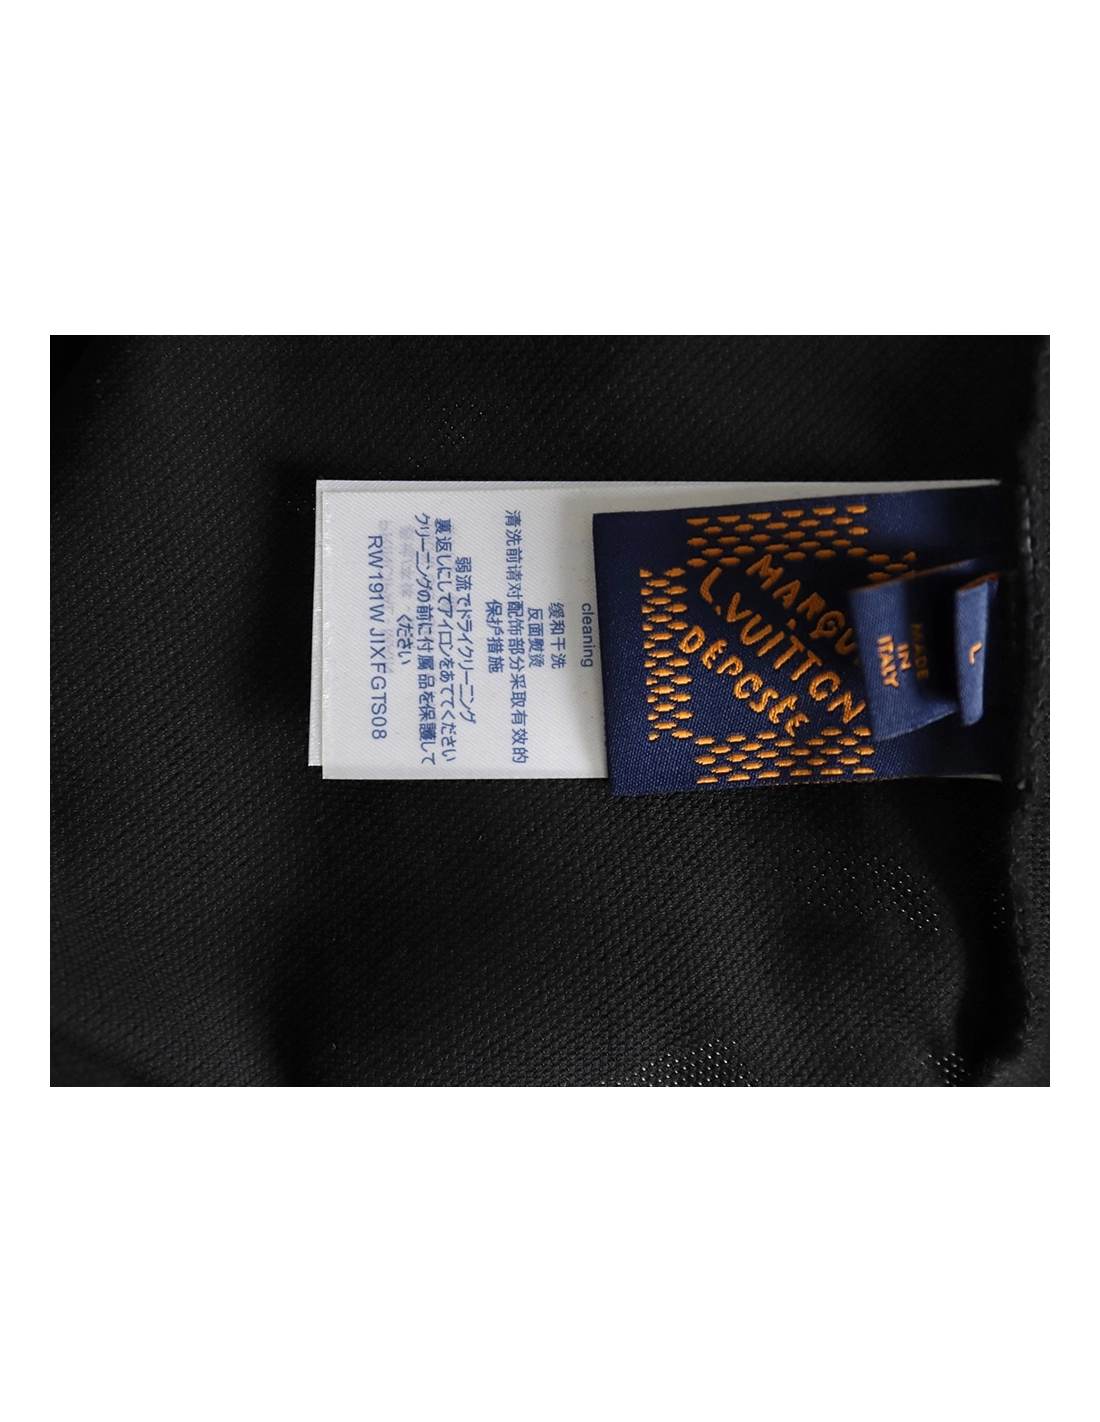 cleaning
缓和干洗
反面熨烫
清洗前请对配饰部分采取有效的
保护措施
弱流でドライクリーニング
裏返しにしてアイロンをあててください
クリーニングの前に付属品を保護して
ください
RW191W JIX FGTS08
L.VUITTON
DÉPOSÉE
MADE
IN
ITALY
L